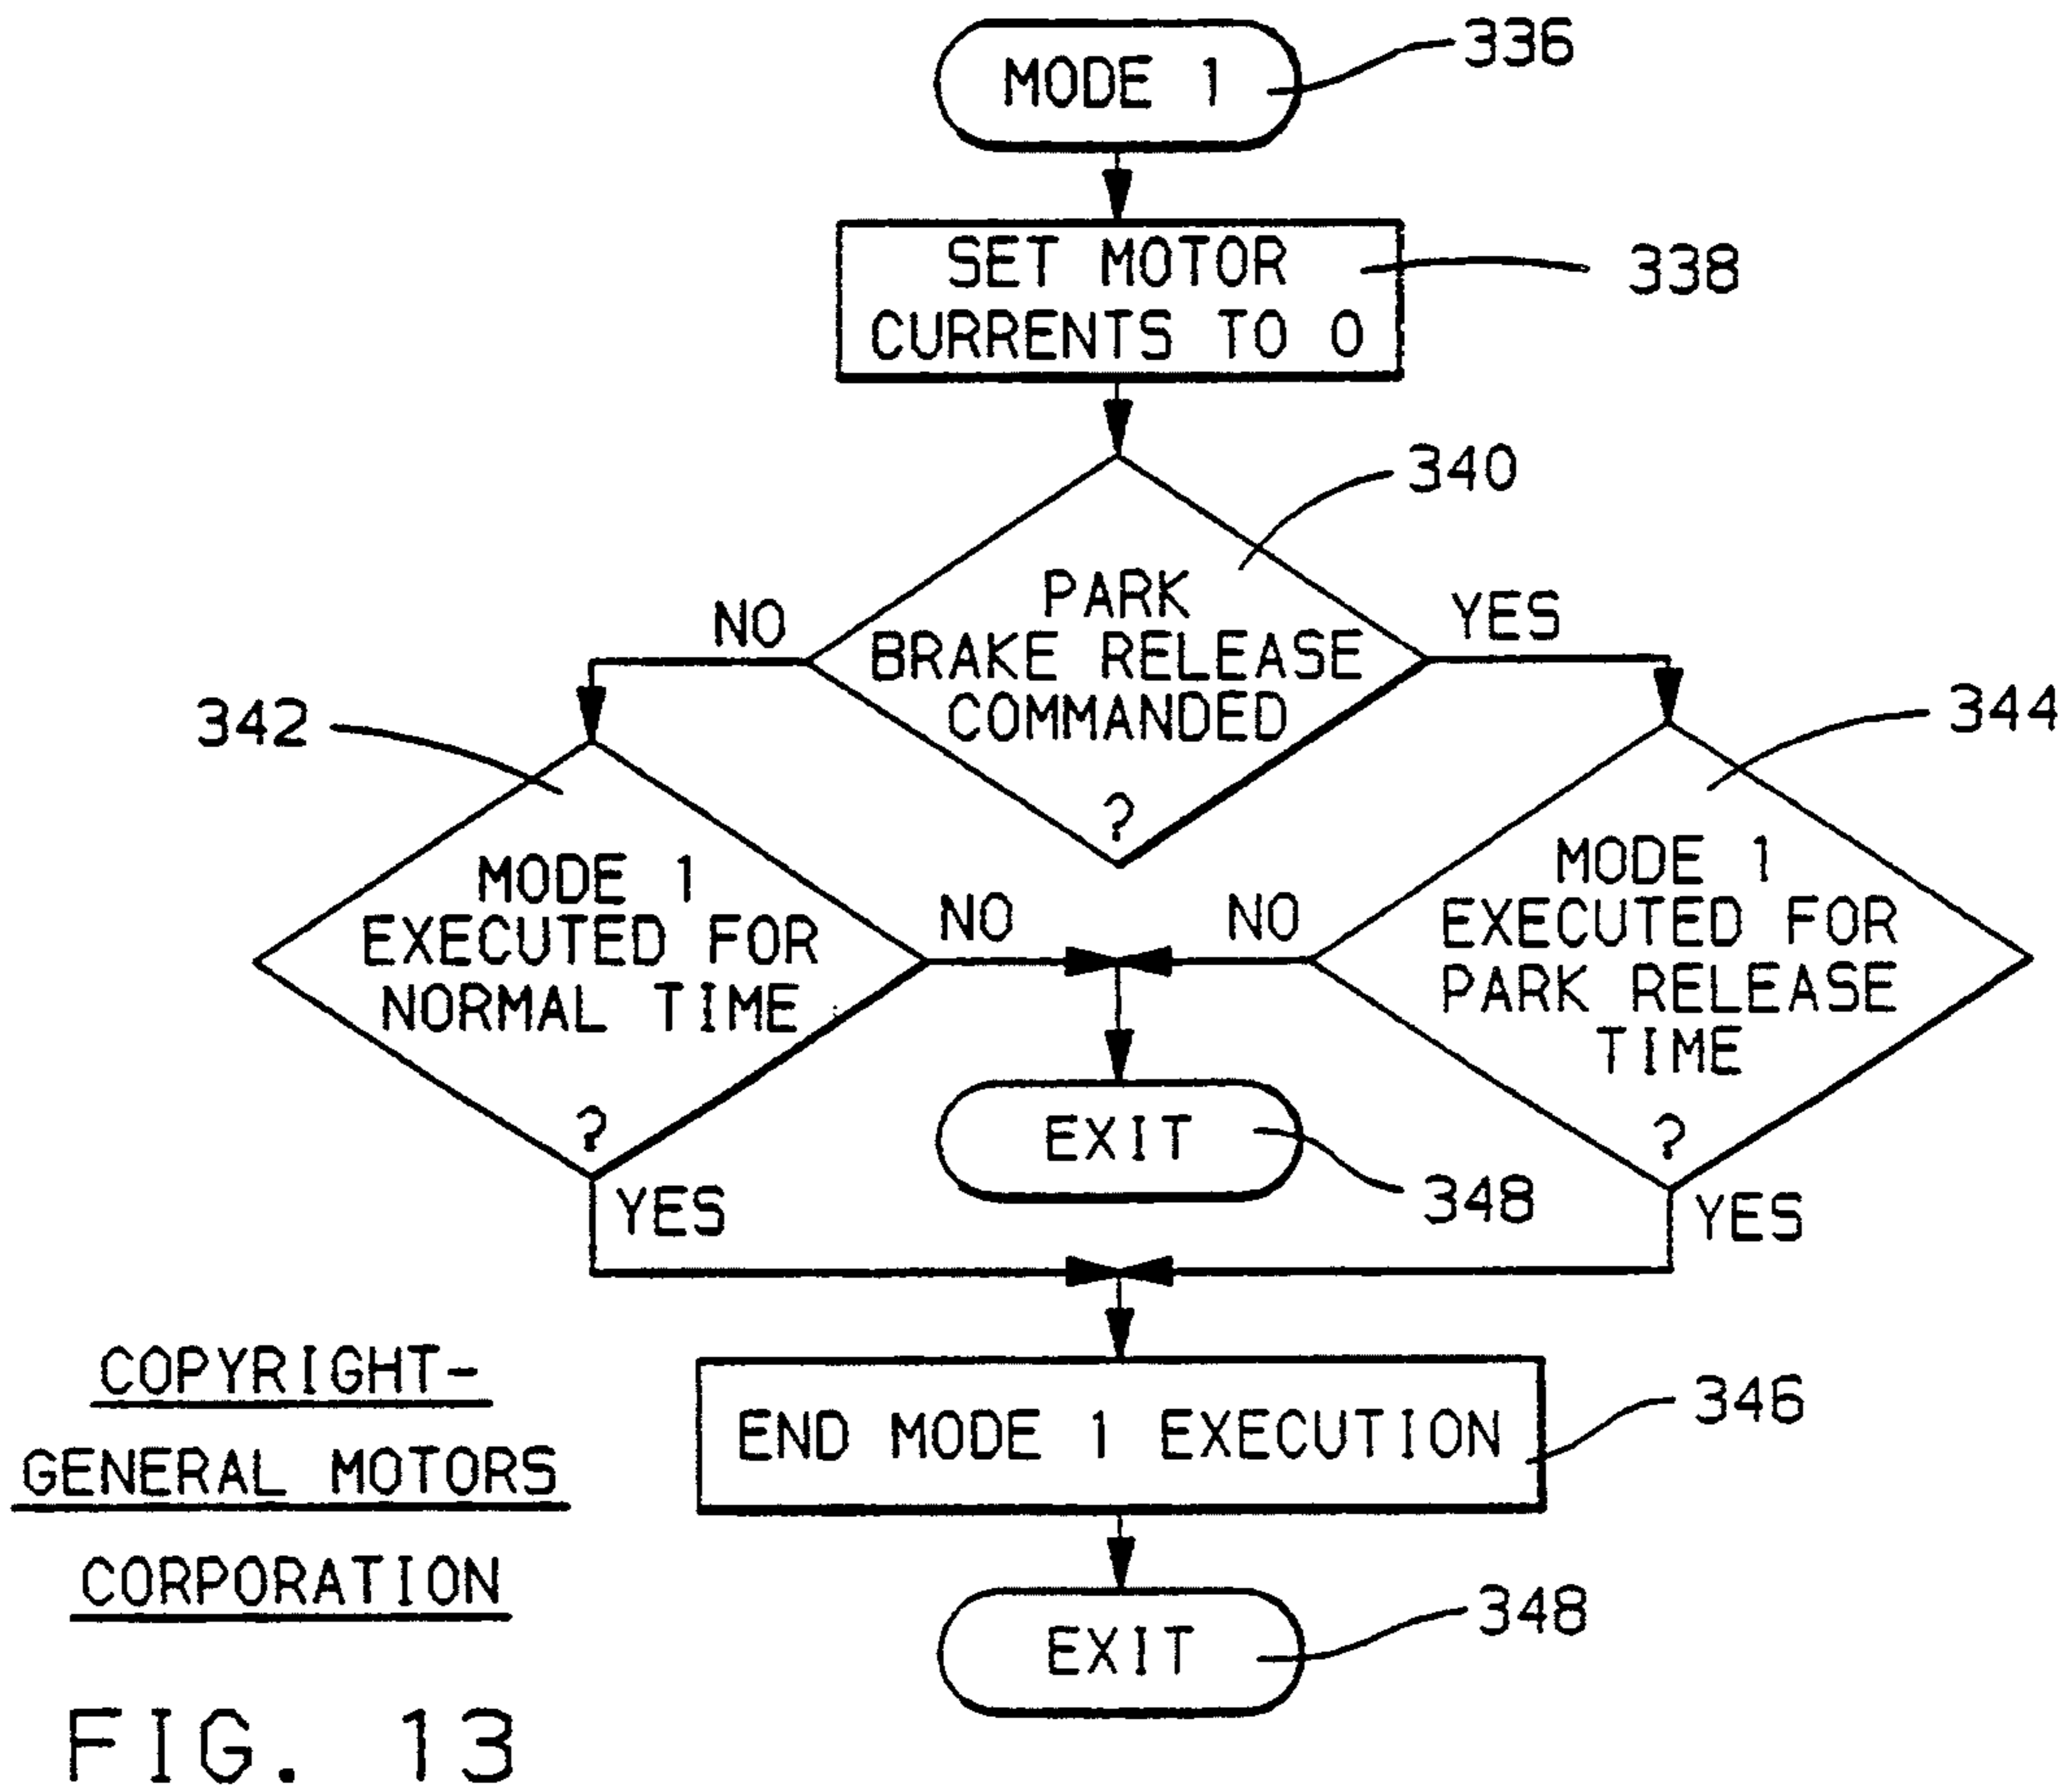 MODE 1
336
SET MOTOR
CURRENTS TO 0
338
340
PARK
BRAKE RELEASE
COMMANDED
?
NO
YES
342
344
MODE 1
EXECUTED FOR
NORMAL TIME
?
NO
NO
MODE 1
EXECUTED FOR
PARK RELEASE
TIME
?
EXIT
348
YES
YES
END MODE 1 EXECUTION
346
EXIT
348
COPYRIGHT-
GENERAL MOTORS
CORPORATION
FIG. 13